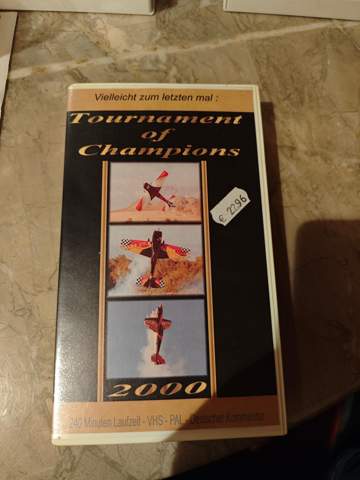 Vielleicht zum letzten mal :
Tournament
of
Champions
€ 22.96
2000
240 Minuten Laufzeit - VHS - PAL - Deutscher Kommentar